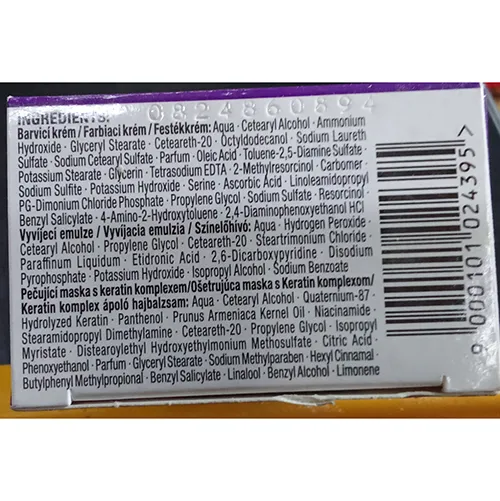 0824860894
INGREDIENTS:
Barvicí krém / Farbiaci krém / Festékkrém: Aqua · Cetearyl Alcohol · Ammonium
Hydroxide · Glyceryl Stearate · Ceteareth-20 · Octyldodecanol · Sodium Laureth
Sulfate · Sodium Cetearyl Sulfate · Parfum · Oleic Acid · Toluene-2,5-Diamine Sulfate ·
Potassium Stearate · Glycerin · Tetrasodium EDTA · 2-Methylresorcinol · Carbomer ·
Sodium Sulfite · Potassium Hydroxide · Serine · Ascorbic Acid · Linoleamidopropyl
PG-Dimonium Chloride Phosphate · Propylene Glycol · Sodium Sulfate · Resorcinol ·
Benzyl Salicylate · 4-Amino-2-Hydroxytoluene · 2,4-Diaminophenoxyethanol HCl
Vyvíjecí emulze / Vyvíjacia emulzia / Színelőhívó: Aqua · Hydrogen Peroxide ·
Cetearyl Alcohol · Propylene Glycol · Ceteareth-20 · Steartrimonium Chloride ·
Paraffinum Liquidum · Etidronic Acid · 2,6-Dicarboxypyridine · Disodium
Pyrophosphate · Potassium Hydroxide · Isopropyl Alcohol · Sodium Benzoate
Pečující maska s keratin komplexem/Ošetrujúca maska s Keratin komplexom/
Keratin komplex ápoló hajbalzsam: Aqua · Cetearyl Alcohol · Quaternium-87 ·
Hydrolyzed Keratin · Panthenol · Prunus Armeniaca Kernel Oil · Niacinamide ·
Stearamidopropyl Dimethylamine · Ceteareth-20 · Propylene Glycol · Isopropyl
Myristate · Distearoylethyl Hydroxyethylmonium Methosulfate · Citric Acid ·
Phenoxyethanol · Parfum · Glyceryl Stearate · Sodium Methylparaben · Hexyl Cinnamal ·
Butylphenyl Methylpropional · Benzyl Salicylate · Linalool · Benzyl Alcohol · Limonene
9 000101 024395 >